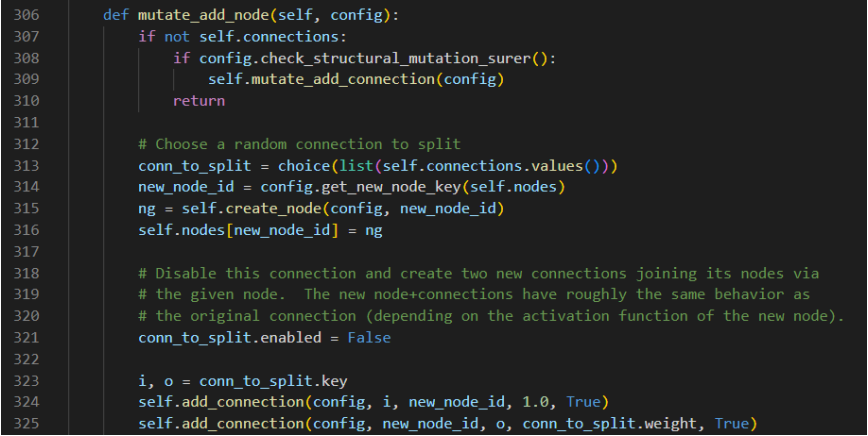 306 def mutate_add_node(self, config):
307 if not self.connections:
308 if config.check_structural_mutation_surer():
309 self.mutate_add_connection(config)
310 return
311
312 # Choose a random connection to split
313 conn_to_split = choice(list(self.connections.values()))
314 new_node_id = config.get_new_node_key(self.nodes)
315 ng = self.create_node(config, new_node_id)
316 self.nodes[new_node_id] = ng
317
318 # Disable this connection and create two new connections joining its nodes via
319 # the given node.  The new node+connections have roughly the same behavior as
320 # the original connection (depending on the activation function of the new node).
321 conn_to_split.enabled = False
322
323 i, o = conn_to_split.key
324 self.add_connection(config, i, new_node_id, 1.0, True)
325 self.add_connection(config, new_node_id, o, conn_to_split.weight, True)